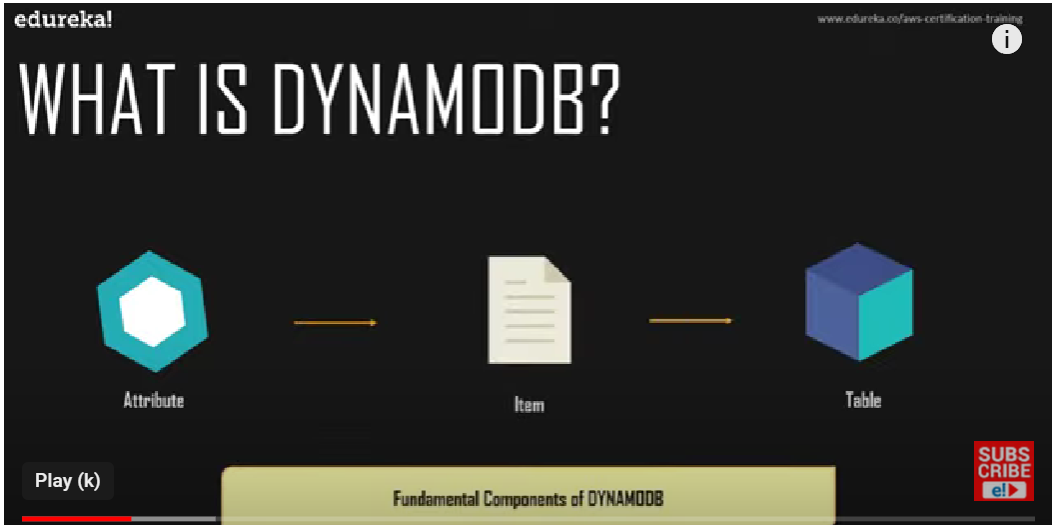 edureka!
www.edureka.co/aws-certification-training
i
WHAT IS DYNAMODB?
Attribute
Item
Table
SUBS
CRIBE
e!
Play (k)
Fundamental Components of DYNAMODB